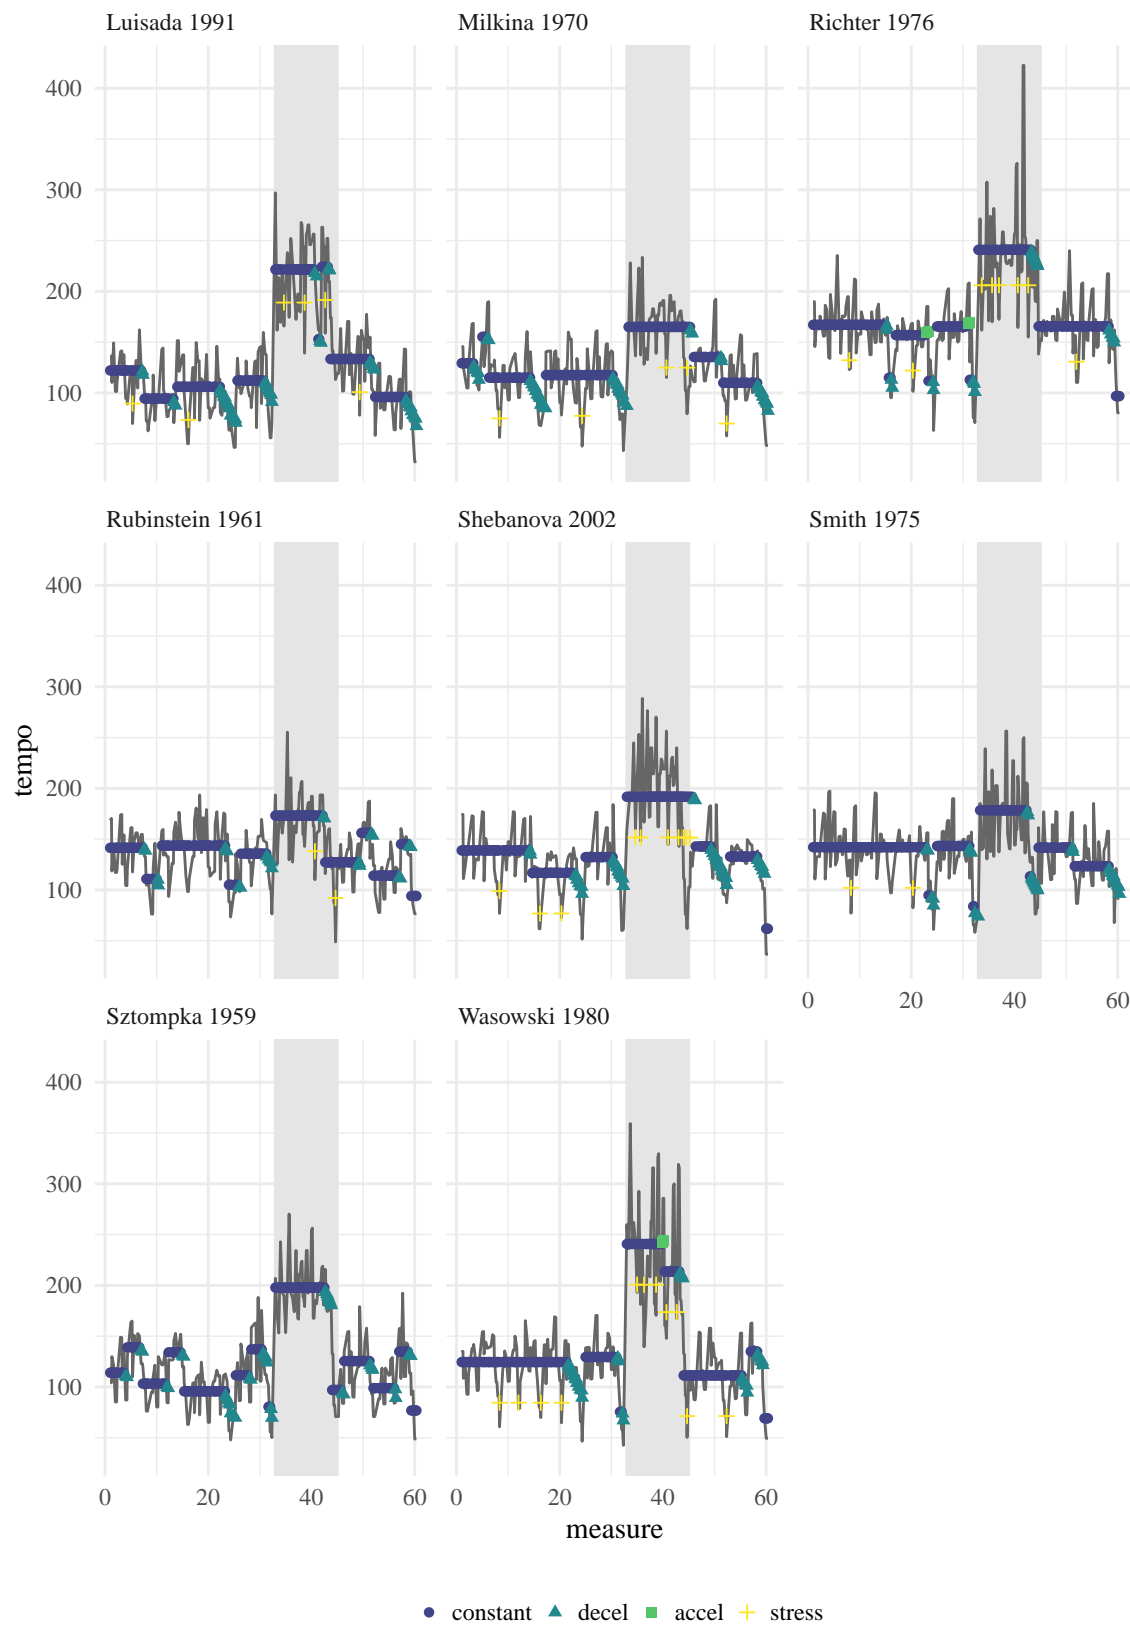 Luisada 1991 Milkina 1970 Richter 1976
400
300
200
100
Rubinstein 1961 Shebanova 2002 Smith 1975
400
300
200
100
tempo
0 20 40 60
Sztompka 1959 Wasowski 1980
400
300
200
100
0 20 40 60 0 20 40 60
measure
constant decel accel stress